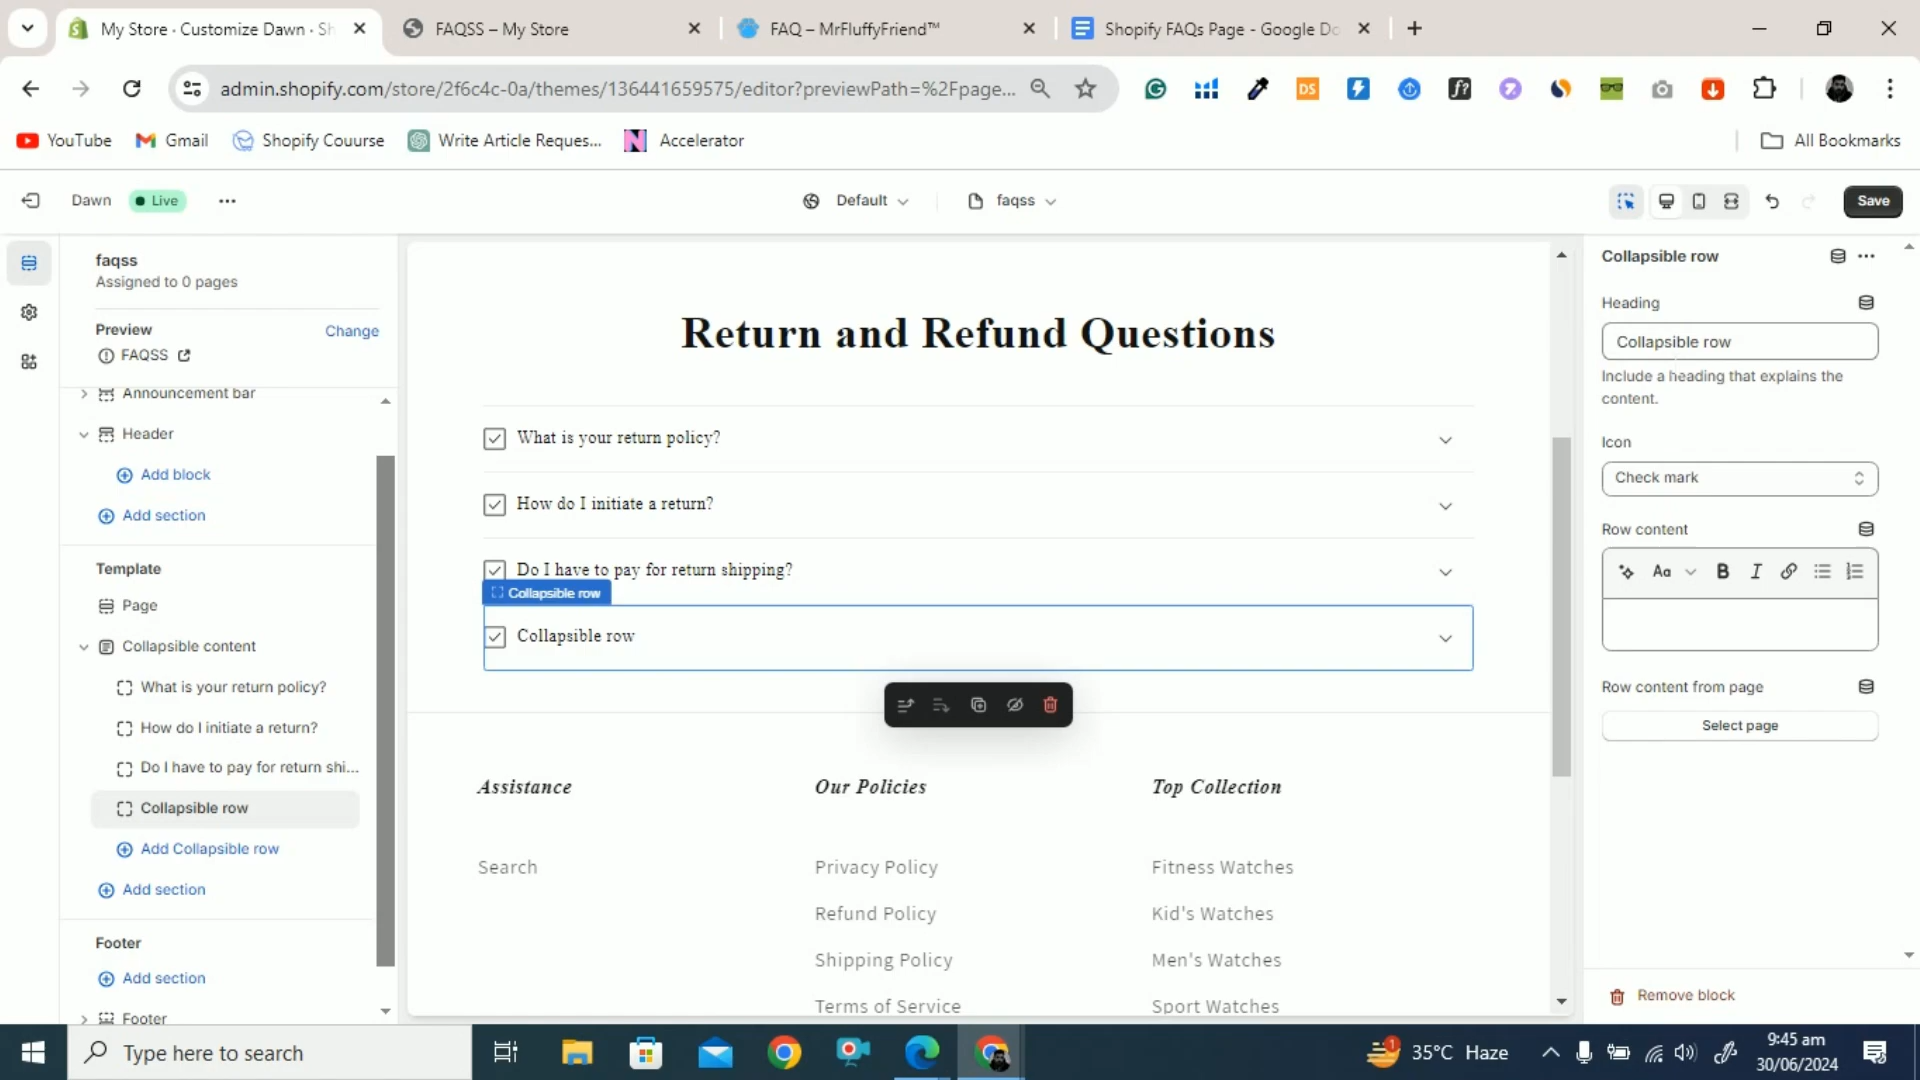 My Store · Customize Dawn · Sh
FAQSS – My Store
FAQ – MrFluffyFriend™
Shopify FAQs Page - Google Do
admin.shopify.com/store/2f6c4c-0a/themes/136441659575/editor?previewPath=%2Fpage...
DS
f?
YouTube
Gmail
Shopify Couurse
Write Article Reques...
Accelerator
All Bookmarks
Dawn
Live
Default
faqss
Save
faqss
Assigned to 0 pages
Preview
Change
FAQSS
Announcement bar
Header
Add block
Add section
Template
Page
Collapsible content
What is your return policy?
How do I initiate a return?
Do I have to pay for return shi...
Collapsible row
Add Collapsible row
Add section
Footer
Add section
Footer
Return and Refund Questions
What is your return policy?
How do I initiate a return?
Do I have to pay for return shipping?
Collapsible row
Collapsible row
Assistance
Our Policies
Top Collection
Search
Privacy Policy
Fitness Watches
Refund Policy
Kid's Watches
Shipping Policy
Men's Watches
Terms of Service
Sport Watches
Collapsible row
Heading
Collapsible row
Include a heading that explains the
content.
Icon
Check mark
Row content
Aa
B
I
Row content from page
Select page
Remove block
Type here to search
1
35°C Haze
9:45 am
30/06/2024